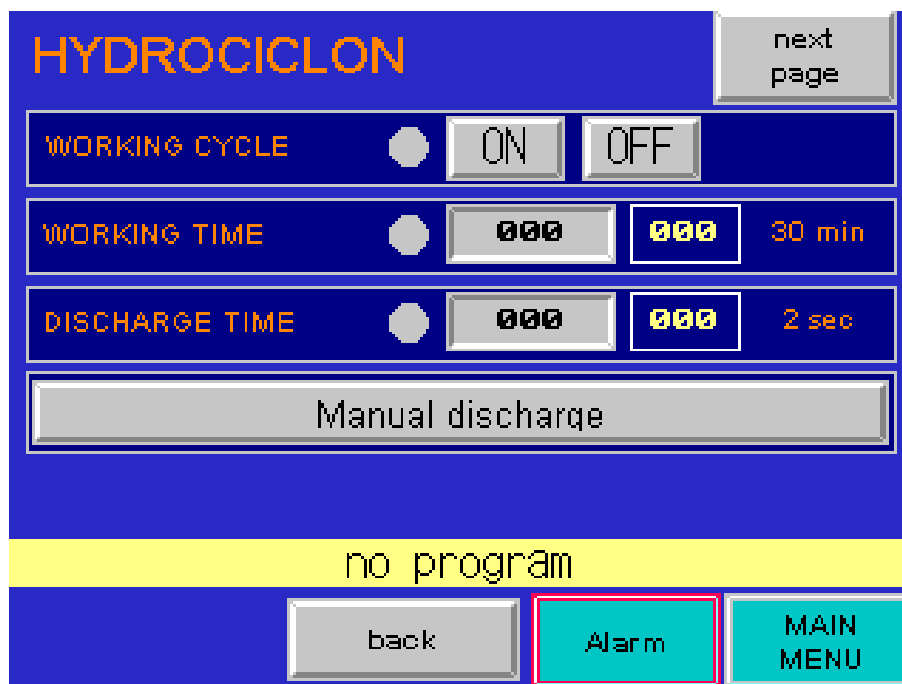 HYDROCICLON
next
page
WORKING CYCLE ON OFF
WORKING TIME 000 000 30 min
DISCHARGE TIME 000 000 2 sec
Manual discharge
no program
back
Alarm
MAIN
MENU